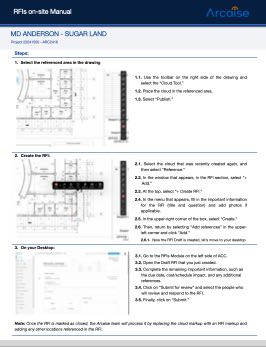 RFIs on-site Manual
Arcaise
MD ANDERSON - SUGAR LAND
Steps:
1. Select the referenced area in the drawing
1.1. Use the toolbar on the right side of the drawing and
select the "Cloud Tool."
1.2. Place the cloud in the referenced area.
1.3. Select "Publish."
2. Create the RFI:
2.1. Select the cloud that was recently created again, and
then select "Reference."
2.2. In the window that appears, in the RFI section, select "+
Add."
2.3. At the top, select "+ Create RFI."
2.4. In the menu that appears, fill in the important information
for the RFI (title and question) and add photos if
applicable.
2.5. In the upper-right corner of the box, select "Create."
2.6. Then, return by selecting "Add references" in the upper-
left corner and click "Add."
2.6.1. Now the RFI Draft is created, let's move to your desktop
3. On your Desktop:
3.1. Go to the RFIs Module on the left side of ACC.
3.2. Open the Draft RFI that you just created.
3.3. Complete the remaining important information, such as
the due date, cost/schedule impact, and any additional
references.
3.4. Click on "Submit for review" and select the people who
will review and respond to the RFI.
3.5. Finally, click on "Submit."
Note: Once the RFI is marked as closed, the Arcaise team will process it by replacing the cloud markup with an RFI markup and
adding any other locations referenced in the RFI.